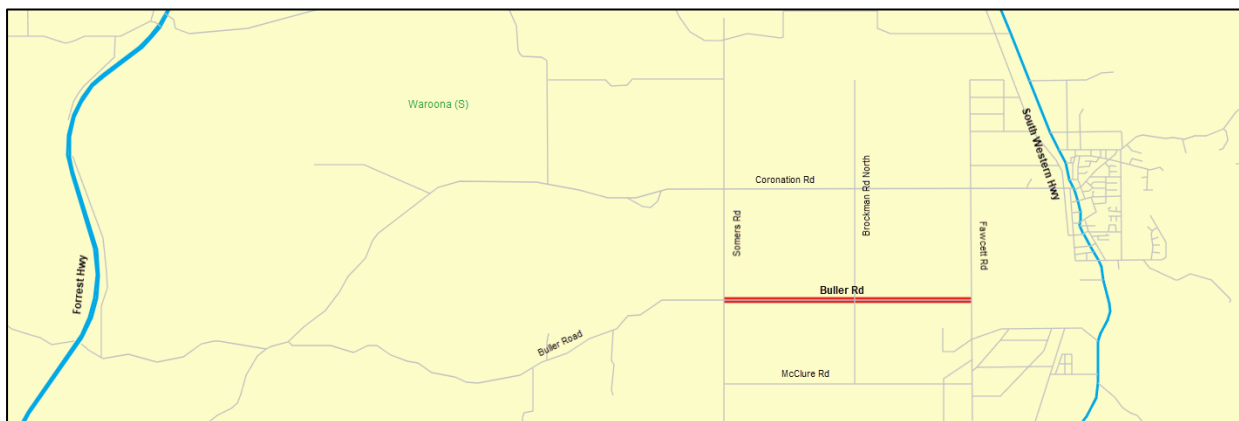 Waroona (S)
South Western Hwy
Coronation Rd
Brockman Rd North
Somers Rd
Fawcett Rd
Forrest Hwy
Buller Rd
Buller Road
McClure Rd